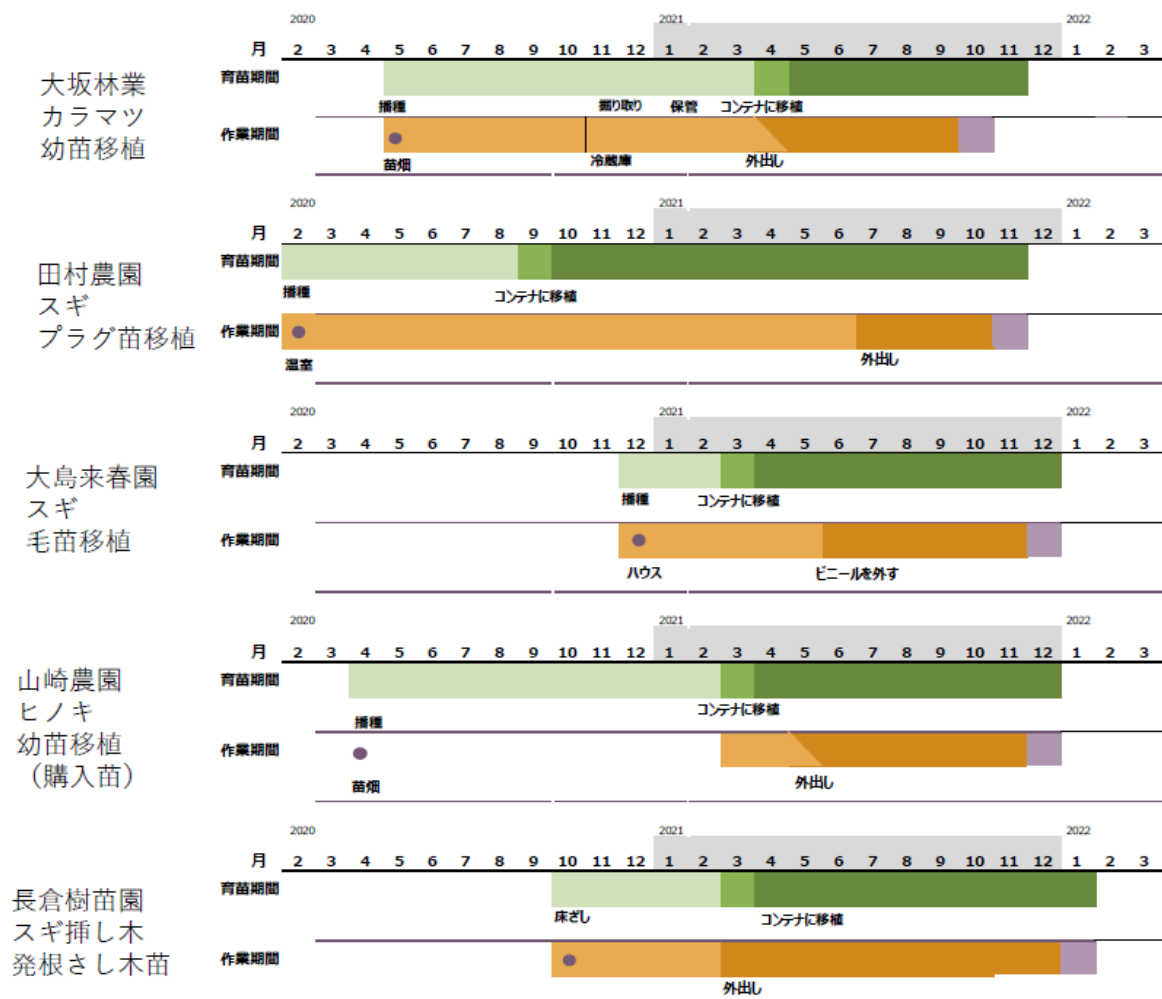 2020 2021 2022
月 2 3 4 5 6 7 8 9 10 11 12 1 2 3 4 5 6 7 8 9 10 11 12 1 2 3
大坂林業
カラマツ
幼苗移植
育苗期間
播種 掘り取り 保管 コンテナに移植
作業期間
苗畑 冷蔵庫 外出し
2020 2021 2022
月 2 3 4 5 6 7 8 9 10 11 12 1 2 3 4 5 6 7 8 9 10 11 12 1 2 3
田村農園
スギ
プラグ苗移植
育苗期間
播種 コンテナに移植
作業期間
温室 外出し
2020 2021 2022
月 2 3 4 5 6 7 8 9 10 11 12 1 2 3 4 5 6 7 8 9 10 11 12 1 2 3
大島来春園
スギ
毛苗移植
育苗期間
播種 コンテナに移植
作業期間
ハウス ビニールを外す
2020 2021 2022
月 2 3 4 5 6 7 8 9 10 11 12 1 2 3 4 5 6 7 8 9 10 11 12 1 2 3
山崎農園
ヒノキ
幼苗移植
（購入苗）
育苗期間
播種 コンテナに移植
作業期間
苗畑 外出し
2020 2021 2022
月 2 3 4 5 6 7 8 9 10 11 12 1 2 3 4 5 6 7 8 9 10 11 12 1 2 3
長倉樹苗園
スギ挿し木
発根さし木苗
育苗期間
床ざし コンテナに移植
作業期間
外出し